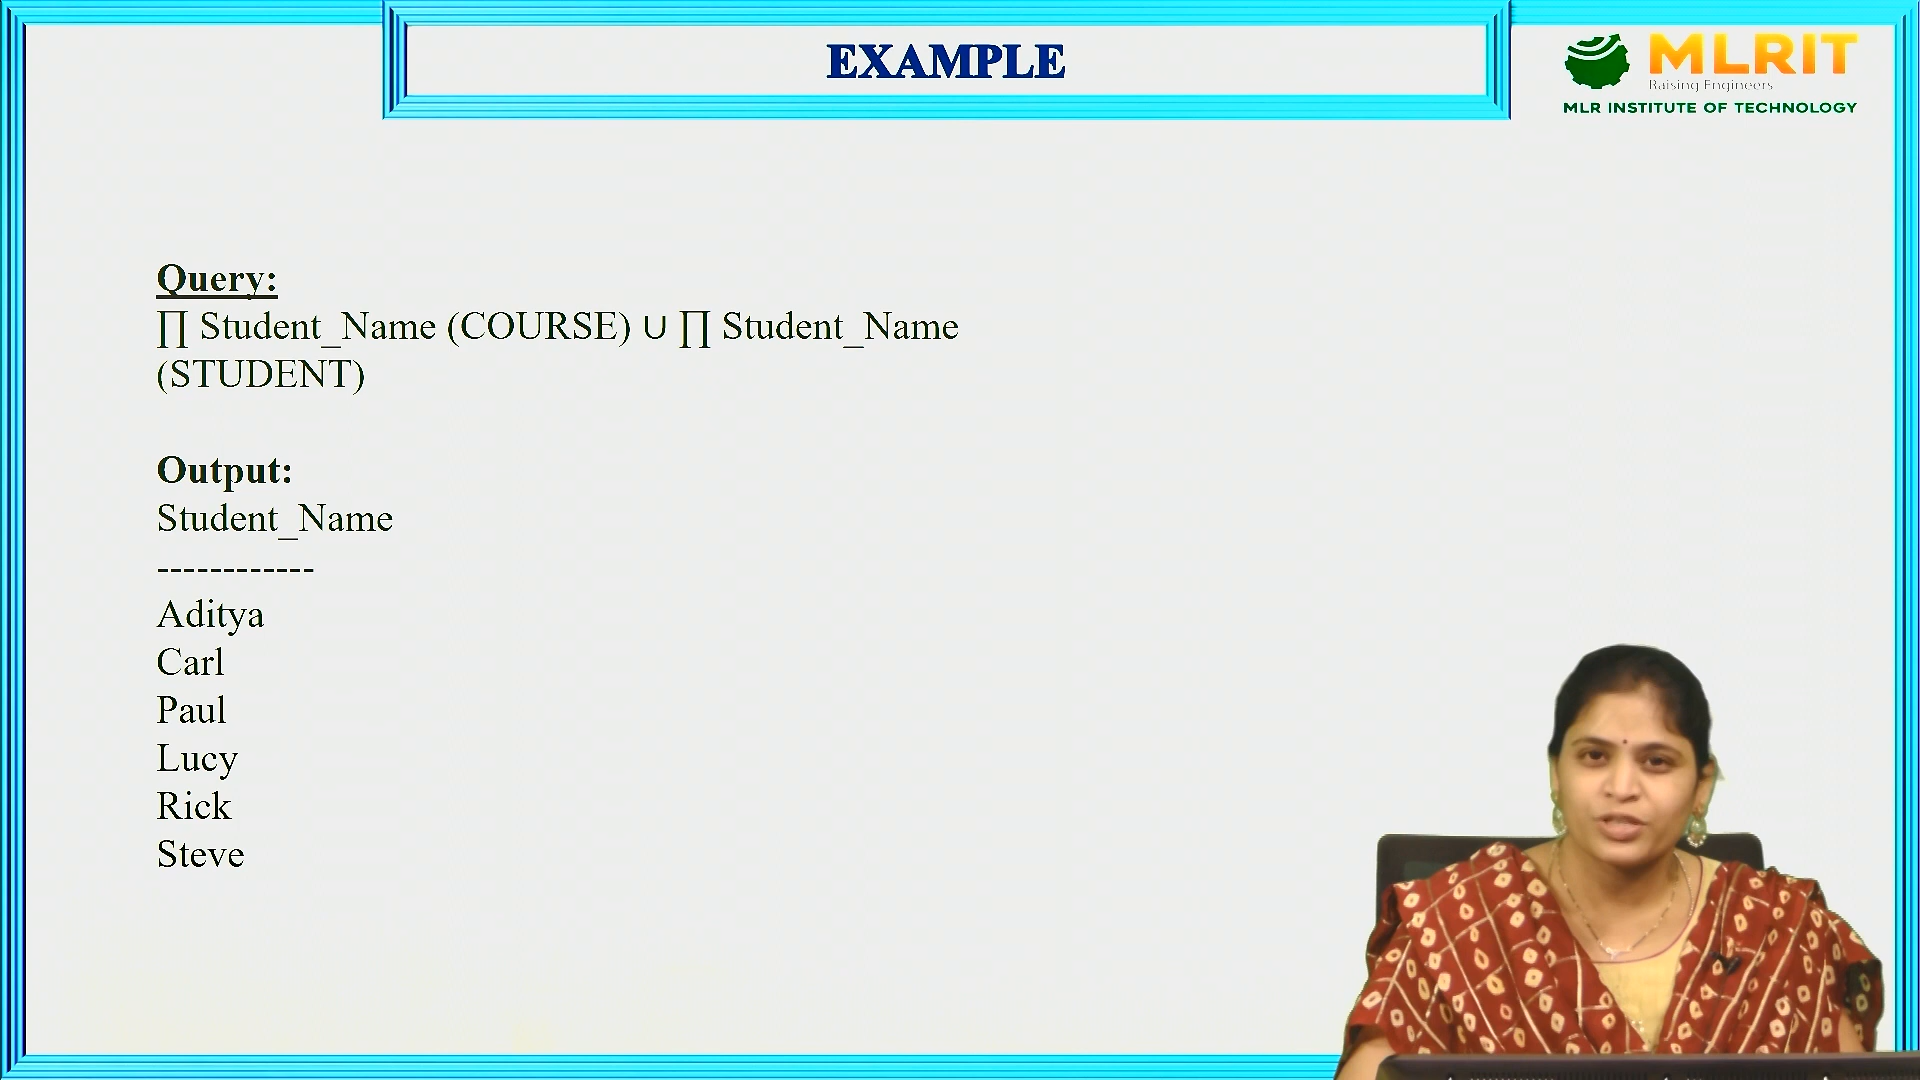 EXAMPLE
MLRIT
Raising Engineers
MLR INSTITUTE OF TECHNOLOGY
Query:
∏ Student_Name (COURSE) ∪ ∏ Student_Name
(STUDENT)
Output:
Student_Name
------------
Aditya
Carl
Paul
Lucy
Rick
Steve